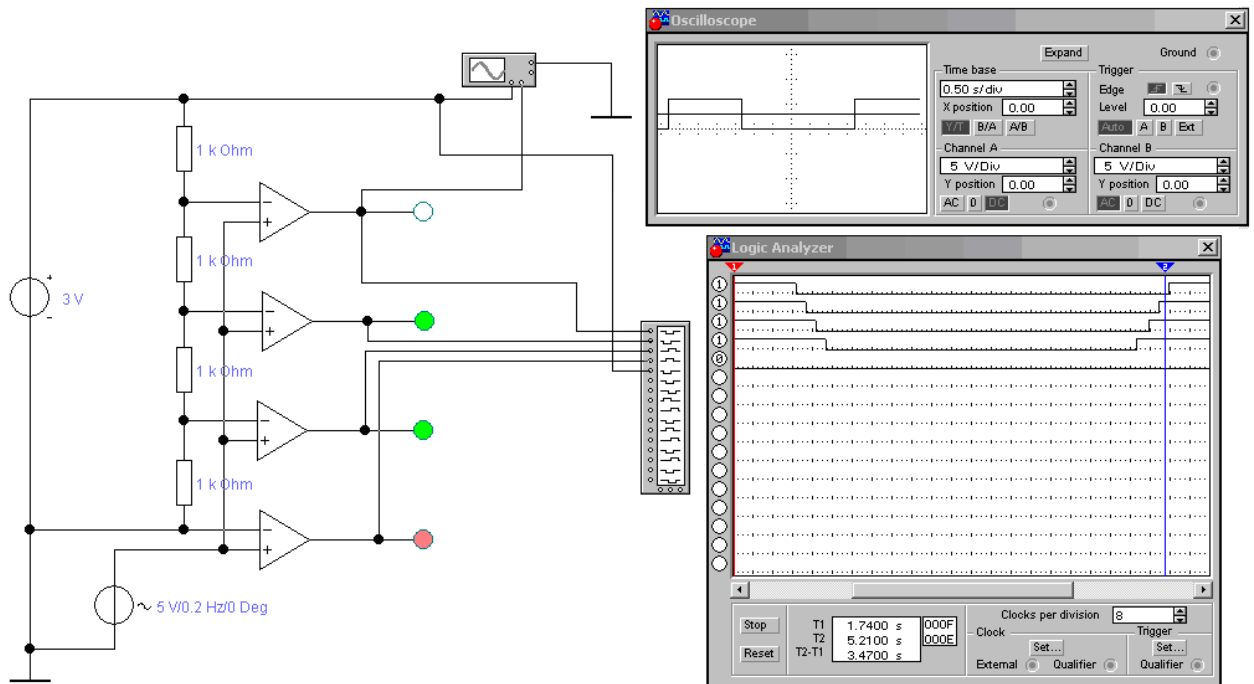 Oscilloscope
Expand
Ground
Time base
0.50 s/div
X position 0.00
Y/T B/A A/B
Trigger
Edge
Level 0.00
Auto A B Ext
Channel A
5 V/Div
Y position 0.00
AC 0 DC
Channel B
5 V/Div
Y position 0.00
AC 0 DC
1 k Ohm
1 k Ohm
1 k Ohm
1 k Ohm
+
3 V
-
- +
- +
- +
- +
5 V/0.2 Hz/0 Deg
Logic Analyzer
1 2
1
1
1
1
0
Stop
Reset
T1 1.7400 s 000F
T2 5.2100 s 000E
T2-T1 3.4700 s
Clocks per division 8
Clock
Set...
External Qualifier
Trigger
Set...
Qualifier